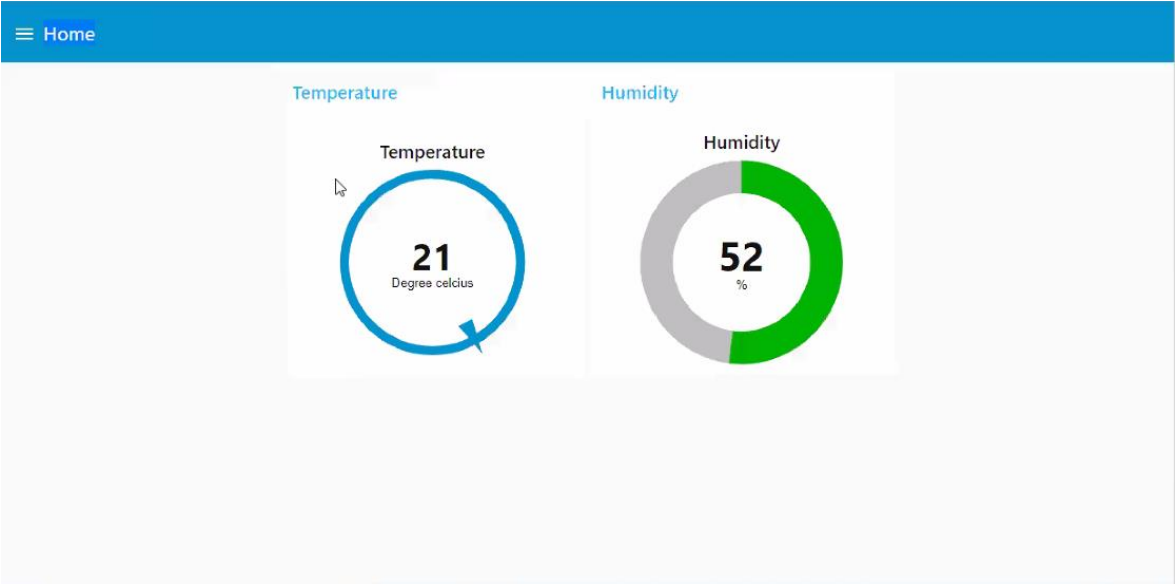 Home
Temperature
Humidity
Temperature
21
Degree celcius
Humidity
52
%